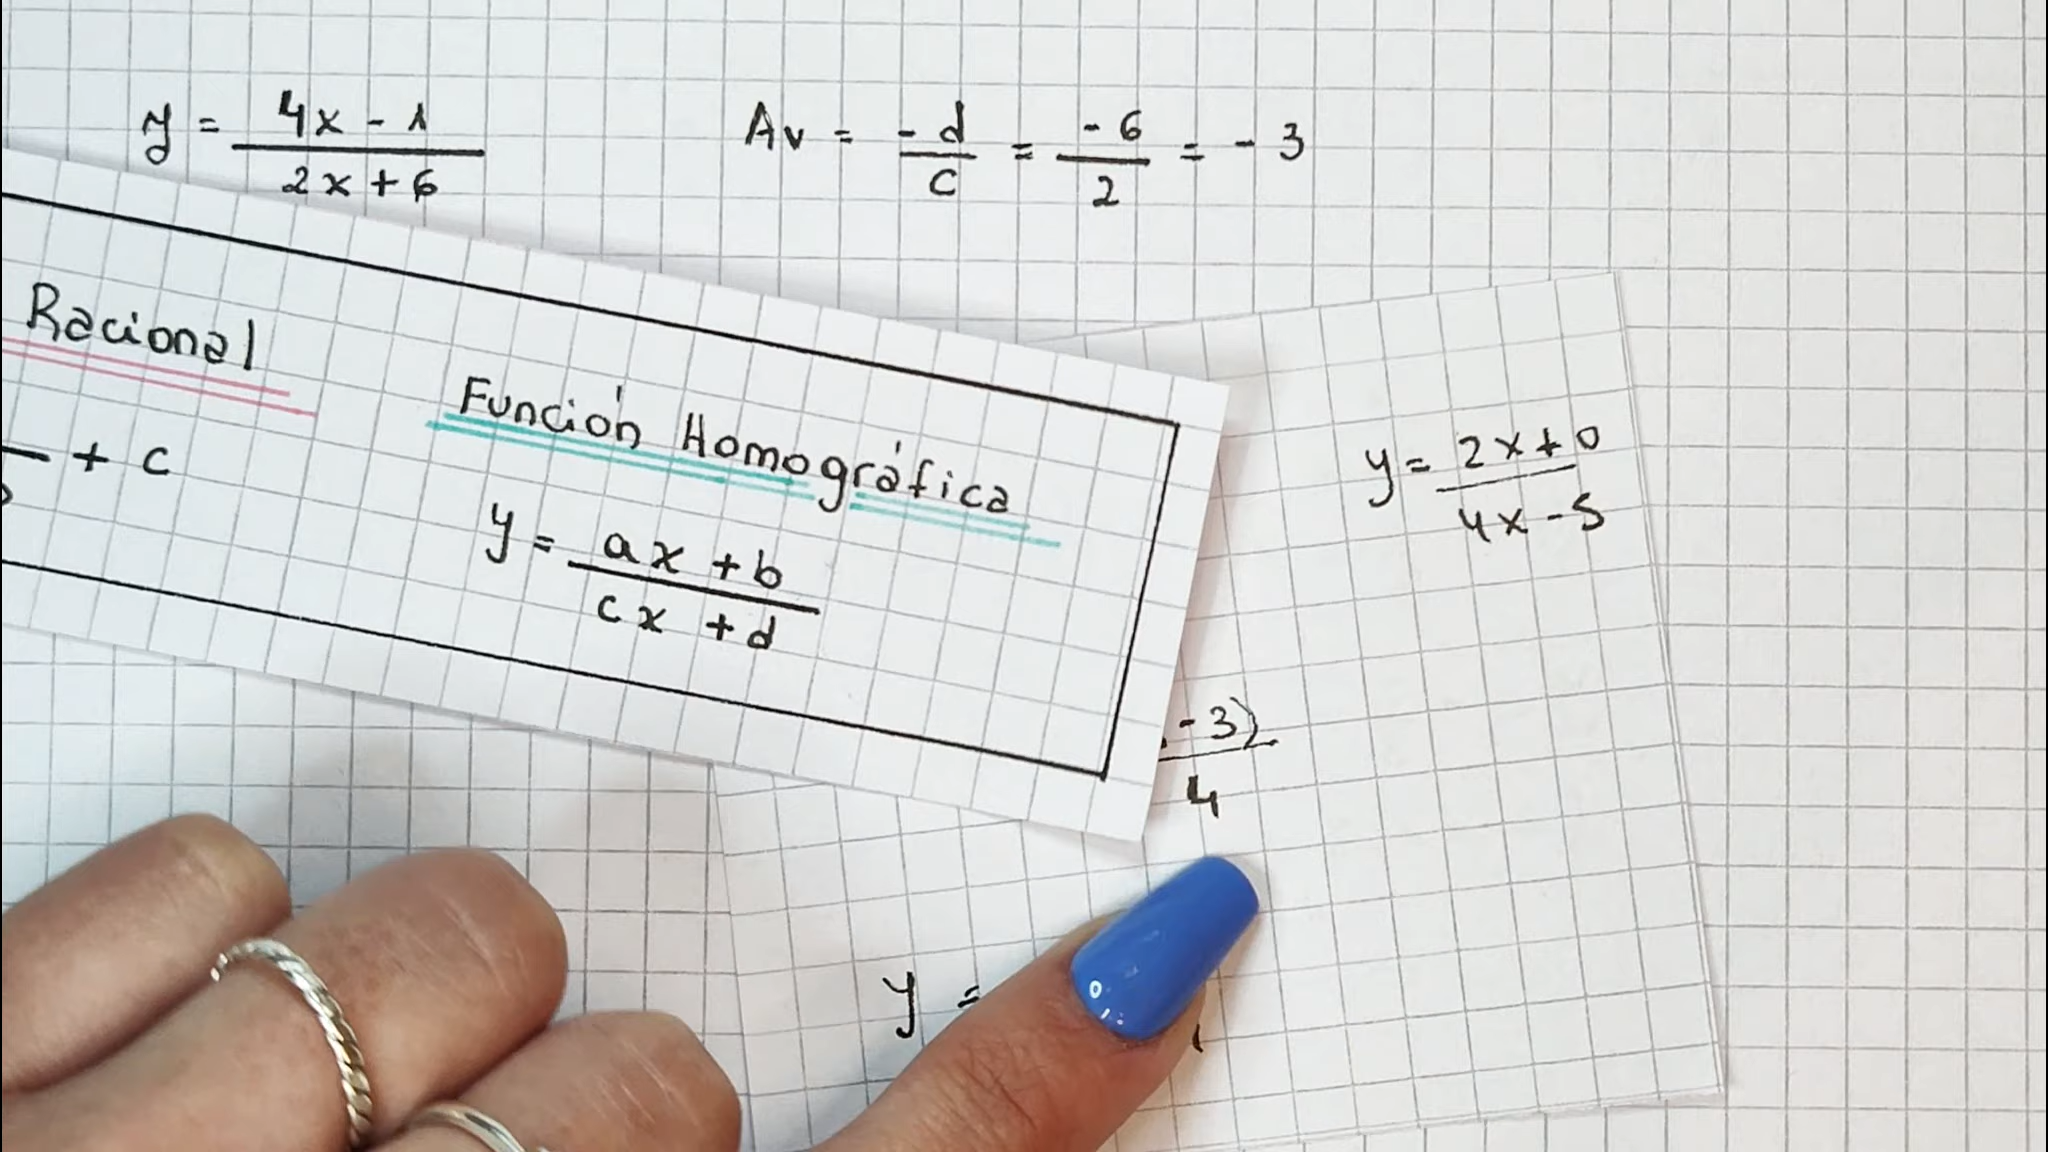 y = 4x - 1 / 2x + 6
Av = -d / c = -6 / 2 = -3
Racional
+ c
Función Homográfica
y = ax + b / cx + d
y = 2x + 0 / 4x - 5
-3) / 4
y =